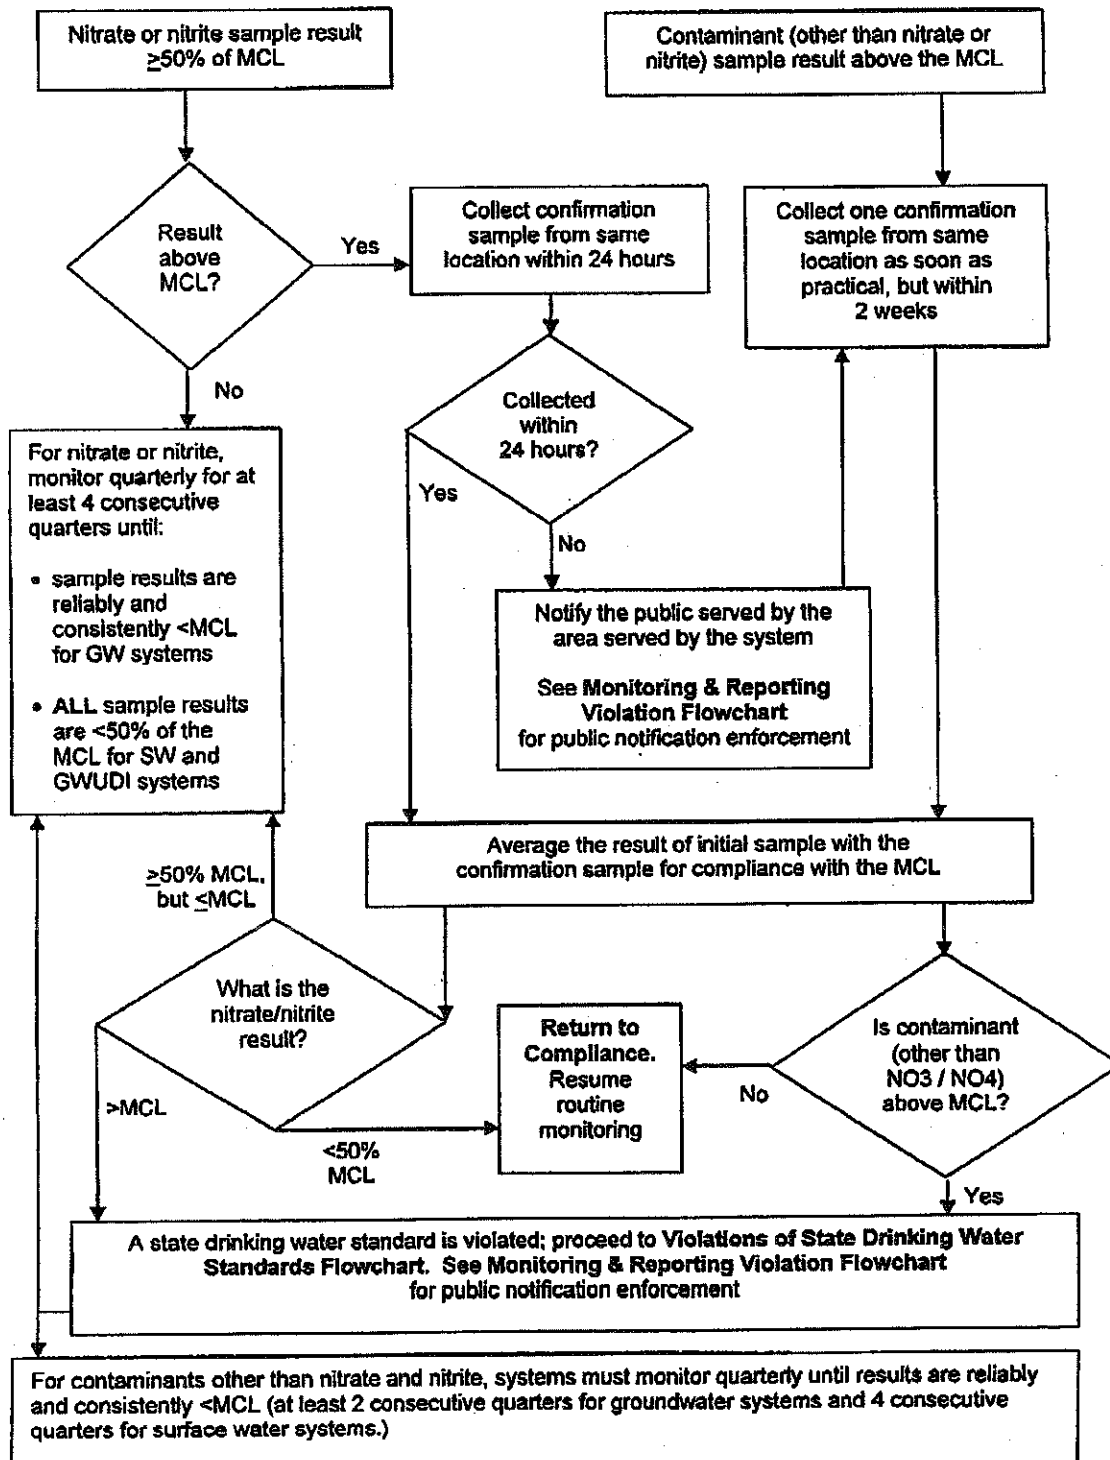 Nitrate or nitrite sample result
≥50% of MCL
Contaminant (other than nitrate or
nitrite) sample result above the MCL
Result
above
MCL?
Yes
No
Collect confirmation
sample from same
location within 24 hours
Collect one confirmation
sample from same
location as soon as
practical, but within
2 weeks
Collected
within
24 hours?
Yes
No
For nitrate or nitrite,
monitor quarterly for at
least 4 consecutive
quarters until:
• sample results are
reliably and
consistently <MCL
for GW systems
• ALL sample results
are <50% of the
MCL for SW and
GWUDI systems
Notify the public served by the
area served by the system
See Monitoring & Reporting
Violation Flowchart
for public notification enforcement
Average the result of initial sample with the
confirmation sample for compliance with the MCL
≥50% MCL,
but ≤MCL
What is the
nitrate/nitrite
result?
>MCL
<50%
MCL
Return to
Compliance.
Resume
routine
monitoring
Is contaminant
(other than
NO3 / NO4)
above MCL?
No
Yes
A state drinking water standard is violated; proceed to Violations of State Drinking Water
Standards Flowchart. See Monitoring & Reporting Violation Flowchart
for public notification enforcement
For contaminants other than nitrate and nitrite, systems must monitor quarterly until results are reliably
and consistently <MCL (at least 2 consecutive quarters for groundwater systems and 4 consecutive
quarters for surface water systems.)